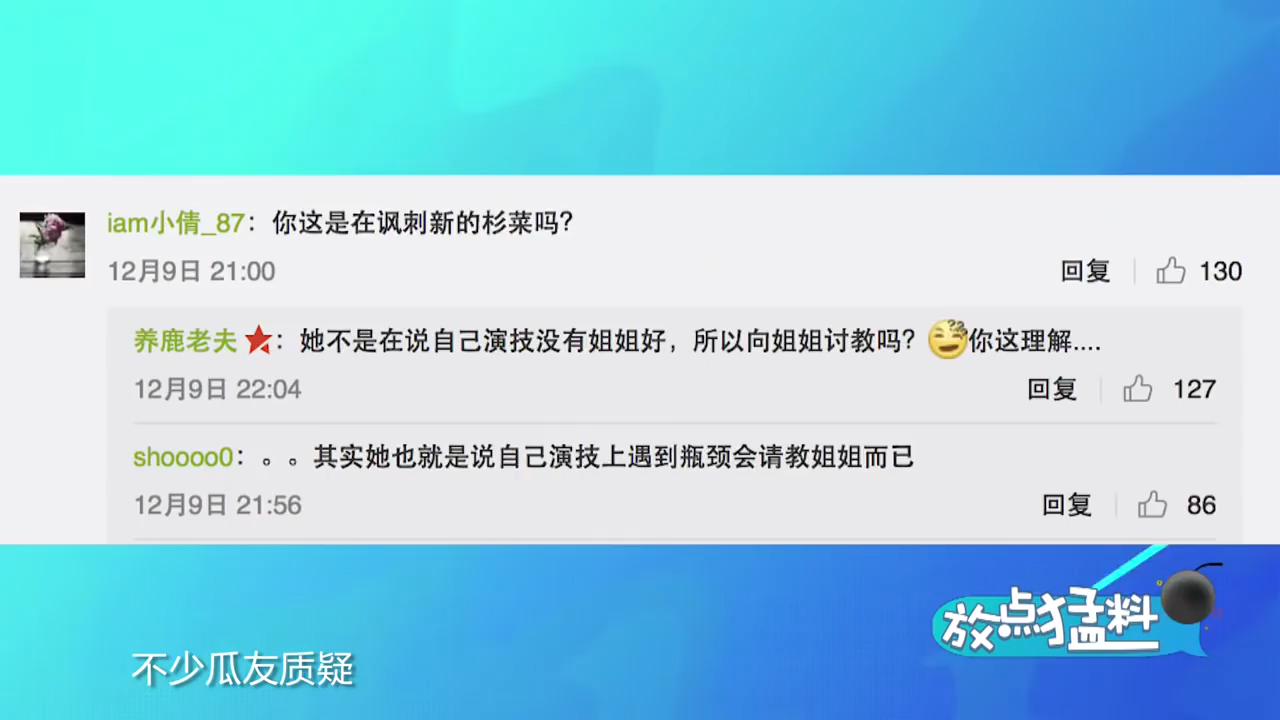 iam小倩_87：你这是在讽刺新的杉菜吗？
12月9日 21:00 回复 130
养鹿老夫：她不是在说自己演技没有姐姐好，所以向姐姐讨教吗？你这理解....
12月9日 22:04 回复 127
shoooo0：。。其实她也就是说自己演技上遇到瓶颈会请教姐姐而已
12月9日 21:56 回复 86
放点猛料
不少瓜友质疑